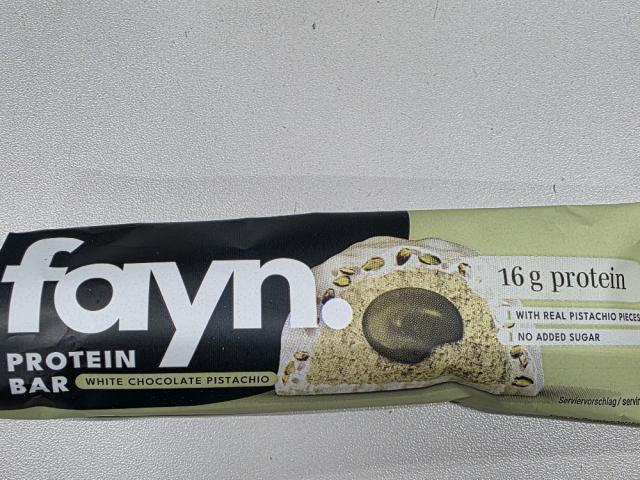 fayn.
PROTEIN
BAR
WHITE CHOCOLATE PISTACHIO
16 g protein
WITH REAL PISTACHIO PIECES
NO ADDED SUGAR
Serviervorschlag /